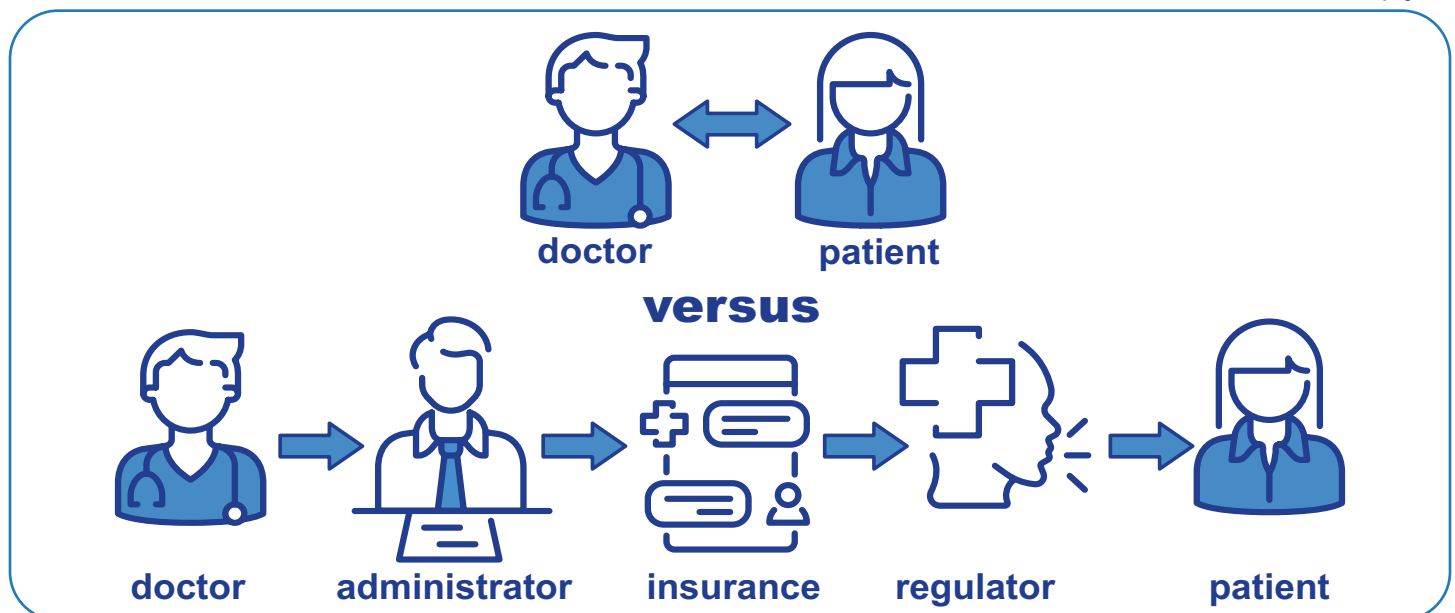 doctor patient
versus
doctor administrator insurance regulator patient